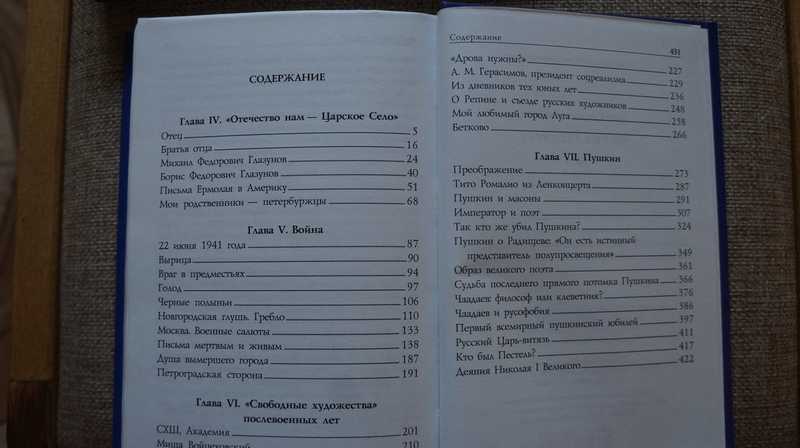 СОДЕРЖАНИЕ
Глава IV. «Отечество нам — Царское Село»
Отец 5
Братья отца 16
Михаил Федорович Глазунов 24
Борис Федорович Глазунов 40
Письма Ермолая в Америку 51
Мои родственники — петербуржцы 68
Глава V. Война
22 июня 1941 года 87
Вырица 90
Враг в предместьях 94
Голод 97
Черные полыньи 106
Новгородская глушь. Гребло 110
Москва. Военные салюты 133
Письма мертвым и живым 138
Душа вымершего города 187
Петроградская сторона 191
Глава VI. «Свободные художества»
послевоенных лет
СХШ, Академия 201
Миша Войцеховский 210
Содержание 431
«Дрова нужны?» 227
А. М. Герасимов, президент соцреализма 229
Из дневников тех юных лет 236
О Репине и съезде русских художников 248
Мой любимый город Луга 258
Бетково 266
Глава VII. Пушкин
Преображение 273
Тито Ромалио из Ленконцерта 287
Пушкин и масоны 291
Император и поэт 307
Так кто же убил Пушкина? 324
Пушкин о Радищеве: «Он есть истинный
представитель полупросвещения» 349
Образ великого поэта 361
Судьба последнего прямого потомка Пушкина 366
Чаадаев философ или клеветник? 376
Чаадаев и русофобия 386
Первый всемирный пушкинский юбилей 397
Русский Царь-витязь 411
Кто был Пестель? 417
Деяния Николая I Великого 422